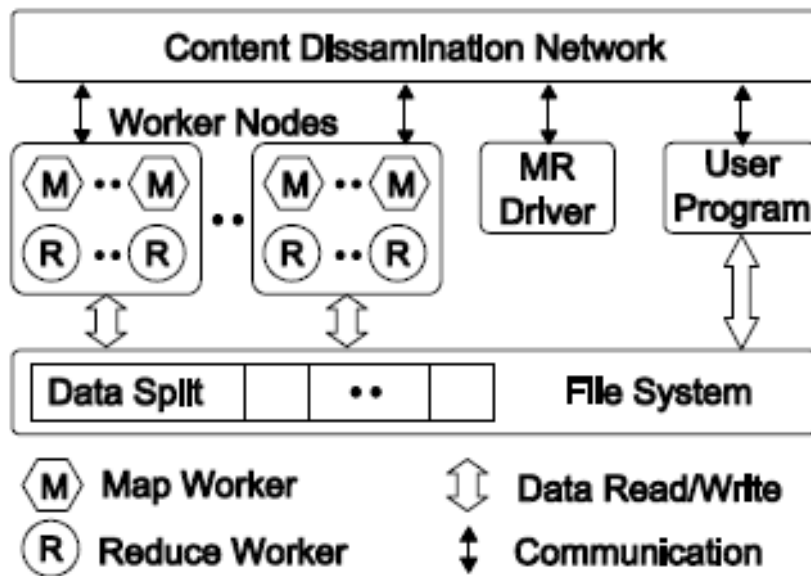 Content Dissamination Network
Worker Nodes
M •• M
R •• R
••
M •• M
R •• R
MR
Driver
User
Program
Data Split
••
File System
M Map Worker
R Reduce Worker
Data Read/Write
Communication